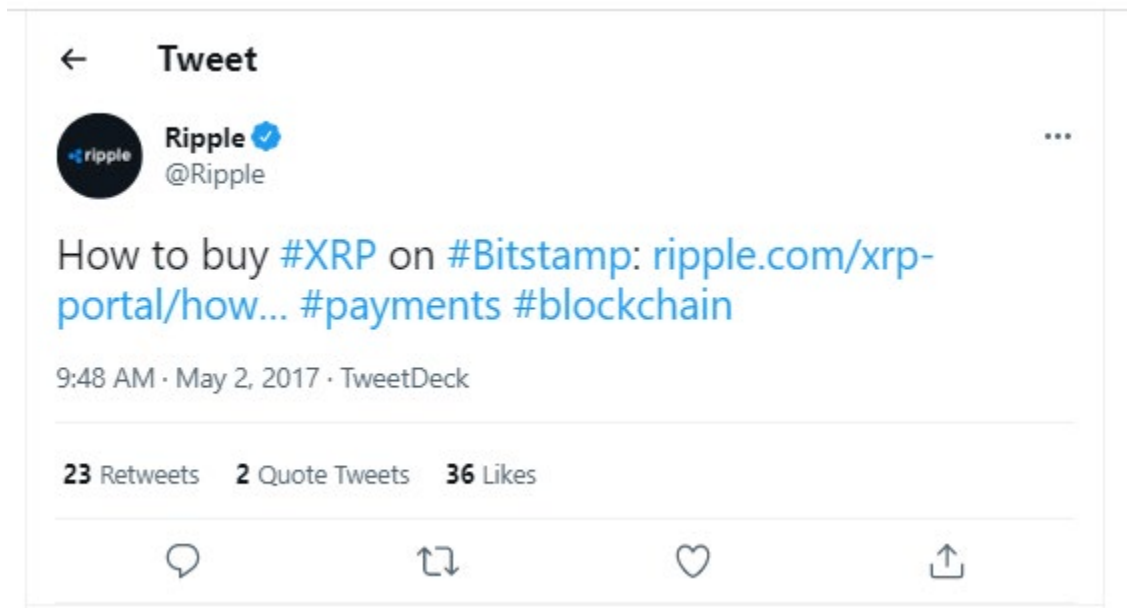 Tweet
ripple
Ripple
@Ripple
How to buy #XRP on #Bitstamp: ripple.com/xrp-
portal/how... #payments #blockchain
9:48 AM · May 2, 2017 · TweetDeck
23 Retweets 2 Quote Tweets 36 Likes